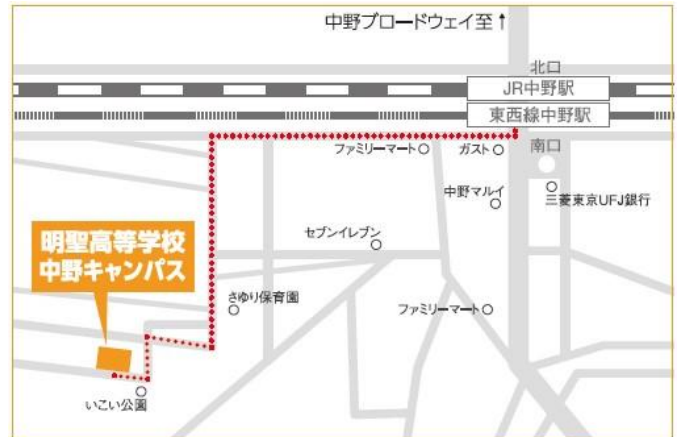 中野ブロードウェイ至↑
北口
JR中野駅
東西線中野駅
南口
ファミリーマート
ガスト
中野マルイ
三菱東京UFJ銀行
セブンイレブン
明聖高等学校
中野キャンパス
さゆり保育園
ファミリーマート
いこい公園